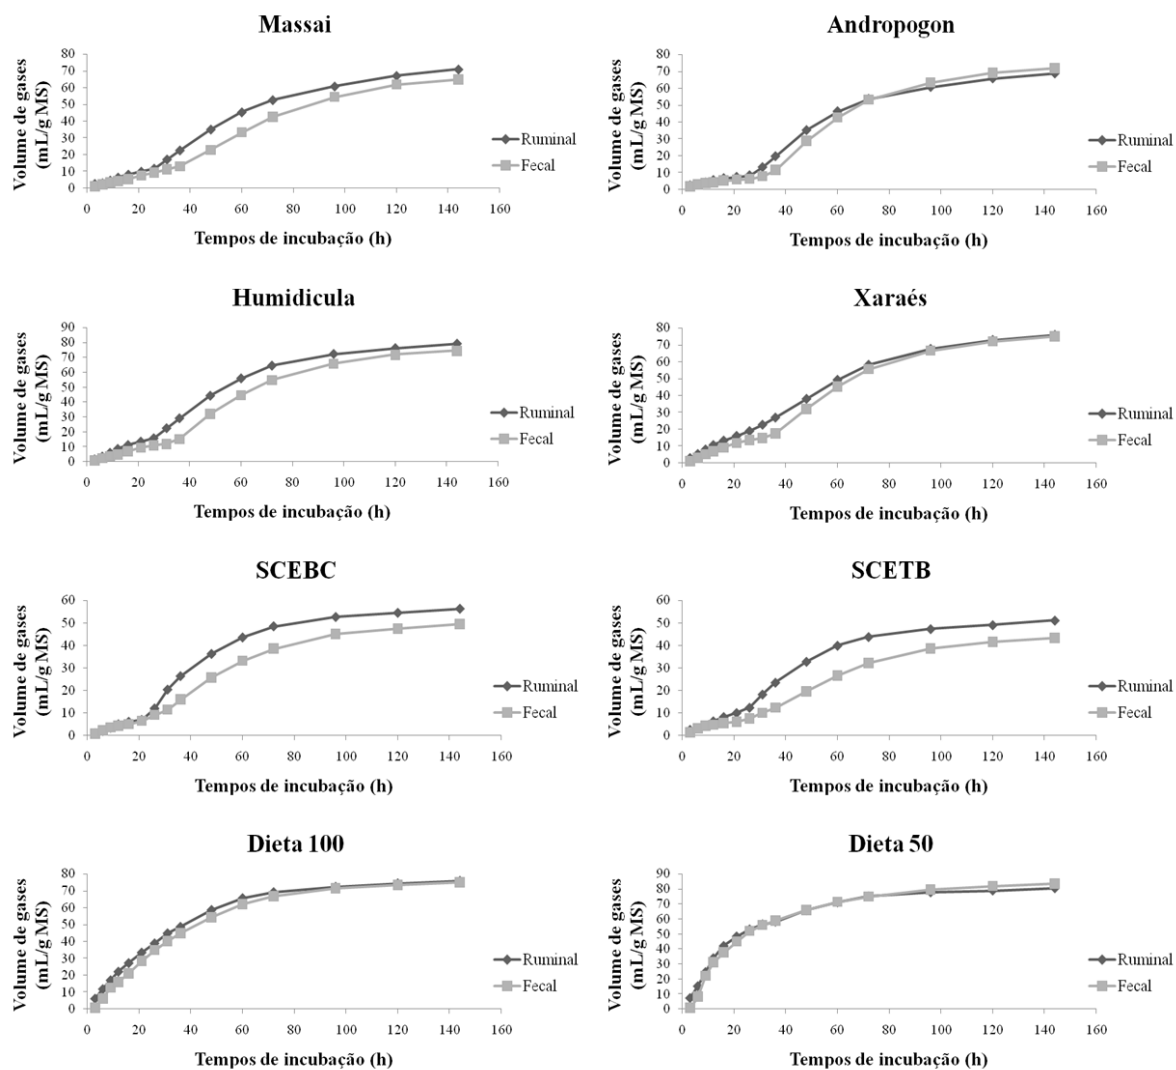 Massai
Volume de gases
(mL/g MS)
80
70
60
50
40
30
20
10
0
0 20 40 60 80 100 120 140 160
Tempos de incubação (h)
Ruminal
Fecal
Andropogon
Volume de gases
(mL/g MS)
80
70
60
50
40
30
20
10
0
0 20 40 60 80 100 120 140 160
Tempos de incubação (h)
Ruminal
Fecal
Humidicula
Volume de gases
(mL/g MS)
90
80
70
60
50
40
30
20
10
0
0 20 40 60 80 100 120 140 160
Tempos de incubação (h)
Ruminal
Fecal
Xaraés
Volume de gases
(mL/g MS)
80
70
60
50
40
30
20
10
0
0 20 40 60 80 100 120 140 160
Tempos de incubação (h)
Ruminal
Fecal
SCEBC
Volume de gases
(mL/g MS)
60
50
40
30
20
10
0
0 20 40 60 80 100 120 140 160
Tempos de incubação (h)
Ruminal
Fecal
SCETB
Volume de gases
(mL/g MS)
60
50
40
30
20
10
0
0 20 40 60 80 100 120 140 160
Tempos de incubação (h)
Ruminal
Fecal
Dieta 100
Volume de gases
(mL/g MS)
80
70
60
50
40
30
20
10
0
0 20 40 60 80 100 120 140 160
Tempos de incubação (h)
Ruminal
Fecal
Dieta 50
Volume de gases
(mL/g MS)
90
80
70
60
50
40
30
20
10
0
0 20 40 60 80 100 120 140 160
Tempos de incubação (h)
Ruminal
Fecal